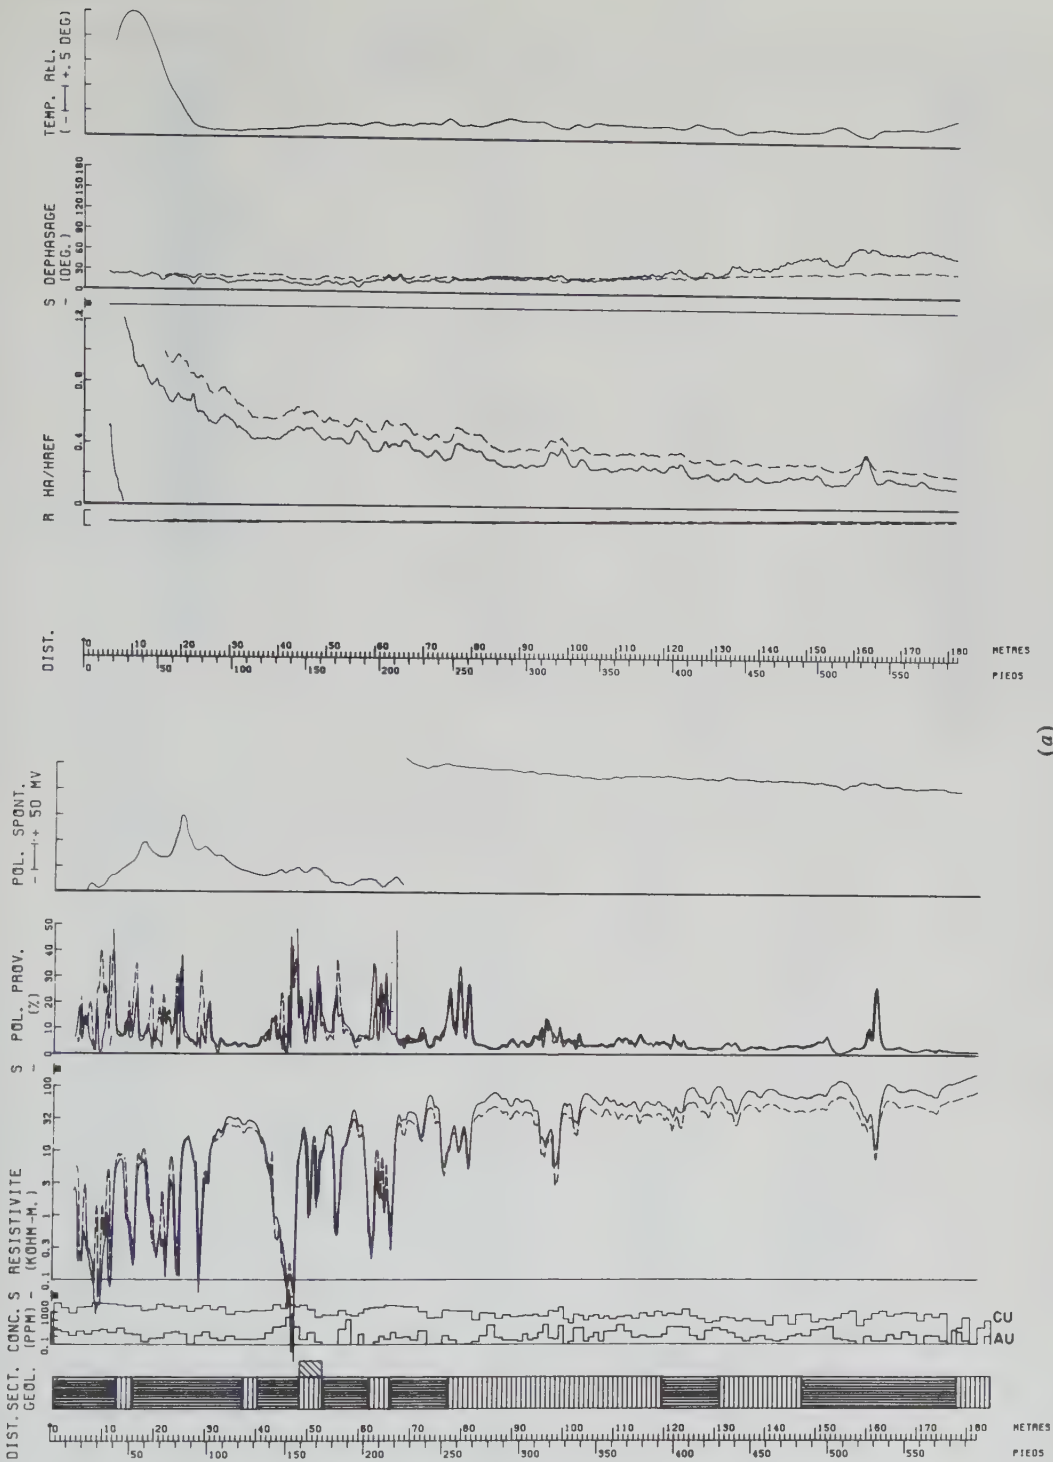 TEMP. REL.
(- + .5 DEG)
S DEPHASAGE
- (DEG.)
0 30 60 90 120 150 180
R HA/HREF
0 0.4 0.8 1.2
DIST.
0 10 20 30 40 50 60 70 80 90 100 110 120 130 140 150 160 170 180 METRES
0 50 100 150 200 250 300 350 400 450 500 550 PIEDS
(a)
POL. SPONT.
- + 50 MV
S POL. PROV.
- (%)
0 10 20 30 40 50
S RESISTIVITE
- (KOHM-M.)
0.1 0.3 1 3 10 32 100
CONC.
(PPM)
0.1 1000
CU
AU
SECT.
GEOL.
DIST.
0 10 20 30 40 50 60 70 80 90 100 110 120 130 140 150 160 170 180 METRES
50 100 150 200 250 300 350 400 450 500 550 PIEDS